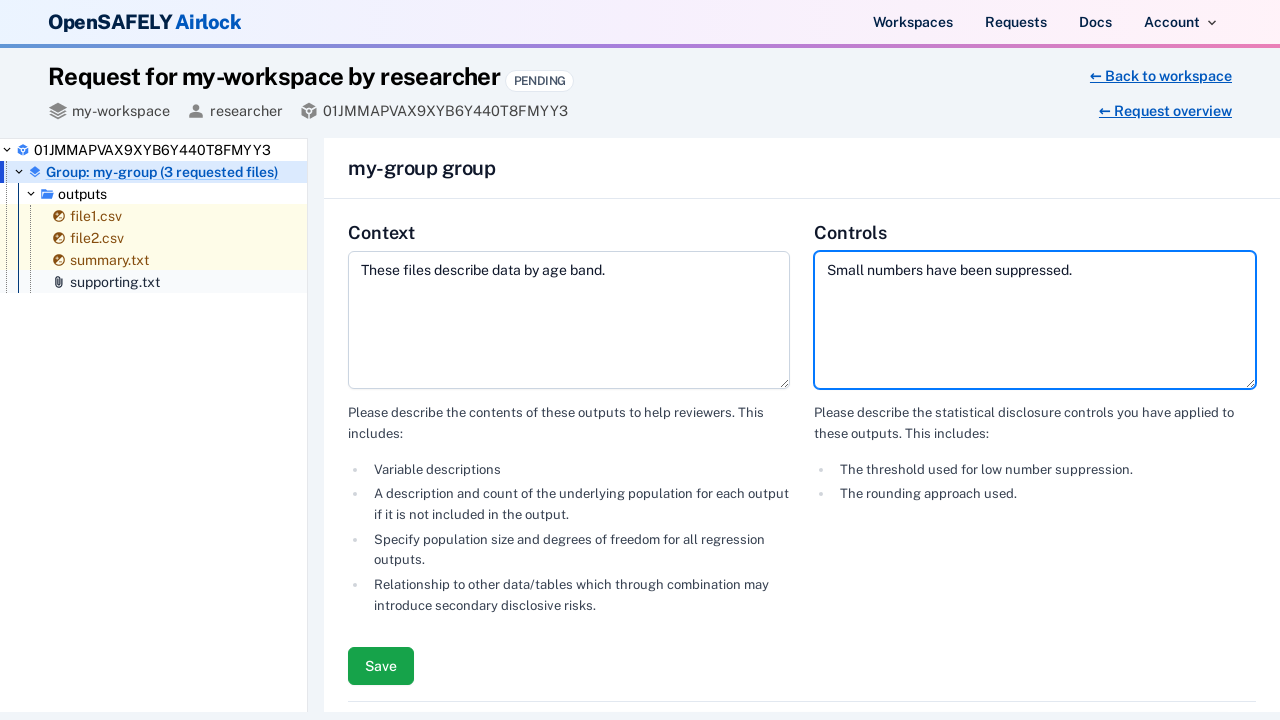 OpenSAFELY Airlock
Workspaces
Requests
Docs
Account
Request for my-workspace by researcher PENDING
← Back to workspace
my-workspace
researcher
01JMMAPVAX9XYB6Y440T8FMYY3
← Request overview
01JMMAPVAX9XYB6Y440T8FMYY3
Group: my-group (3 requested files)
outputs
file1.csv
file2.csv
summary.txt
supporting.txt
my-group group
Context
These files describe data by age band.
Please describe the contents of these outputs to help reviewers. This
includes:
Variable descriptions
A description and count of the underlying population for each output
if it is not included in the output.
Specify population size and degrees of freedom for all regression
outputs.
Relationship to other data/tables which through combination may
introduce secondary disclosive risks.
Controls
Small numbers have been suppressed.
Please describe the statistical disclosure controls you have applied to
these outputs. This includes:
The threshold used for low number suppression.
The rounding approach used.
Save